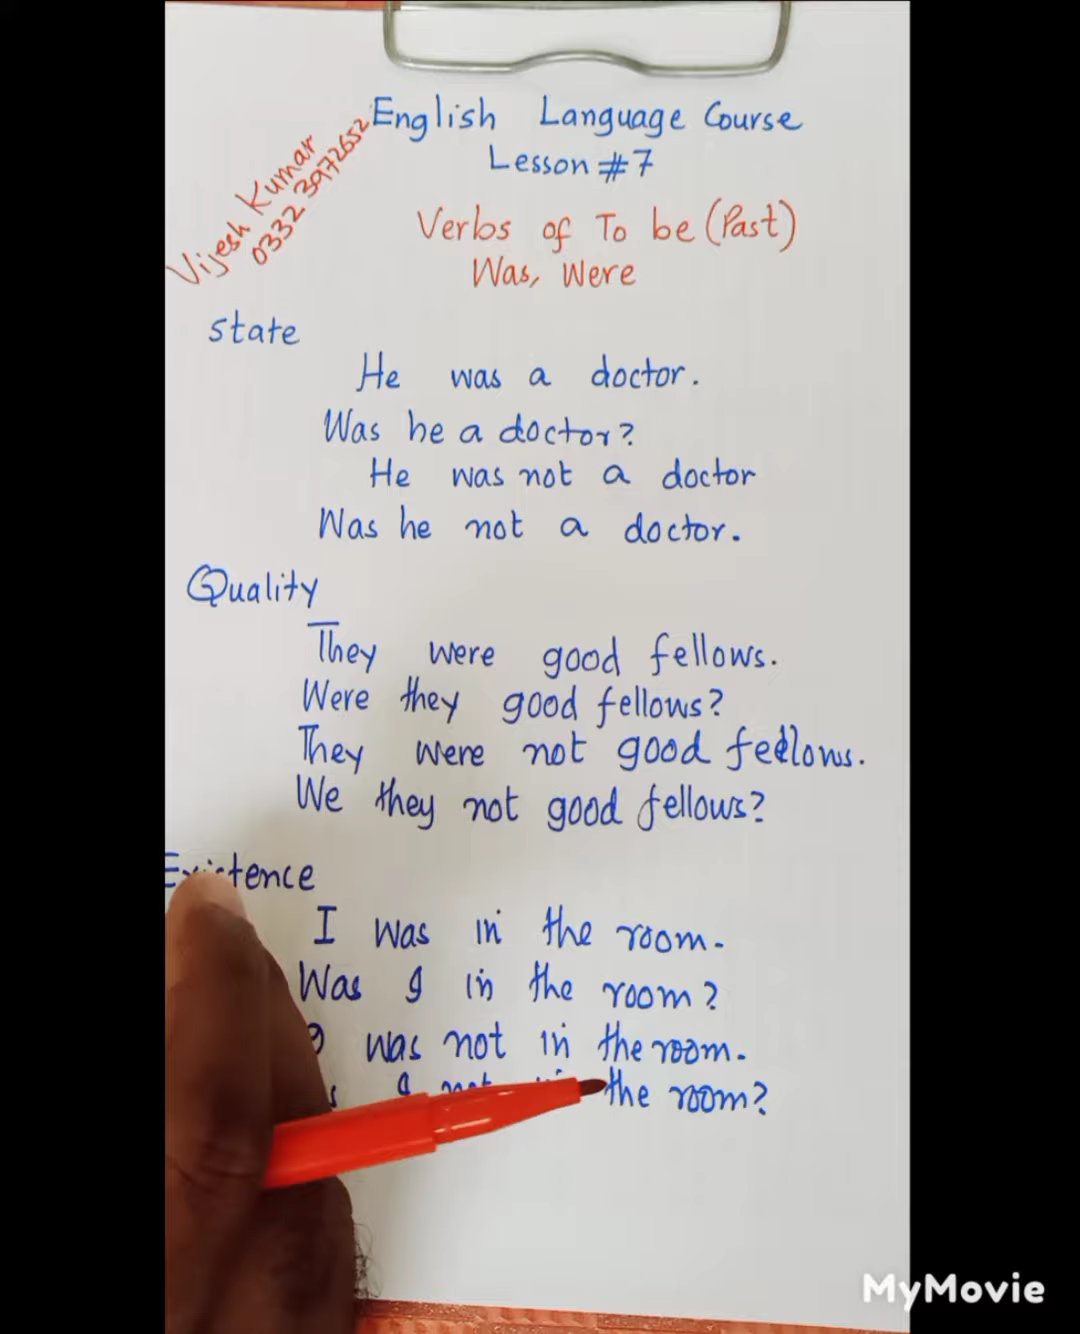 English Language Course
Lesson #7
Vijesh Kumar
0332 3972652
Verbs of To be (Past)
Was, Were
State
He was a doctor.
Was he a doctor?
He was not a doctor
Was he not a doctor.
Quality
They were good fellows.
Were they good fellows?
They were not good fellows.
We they not good fellows?
Existence
I was in the room.
Was I in the room?
was not in the room.
I not in the room?
MyMovie